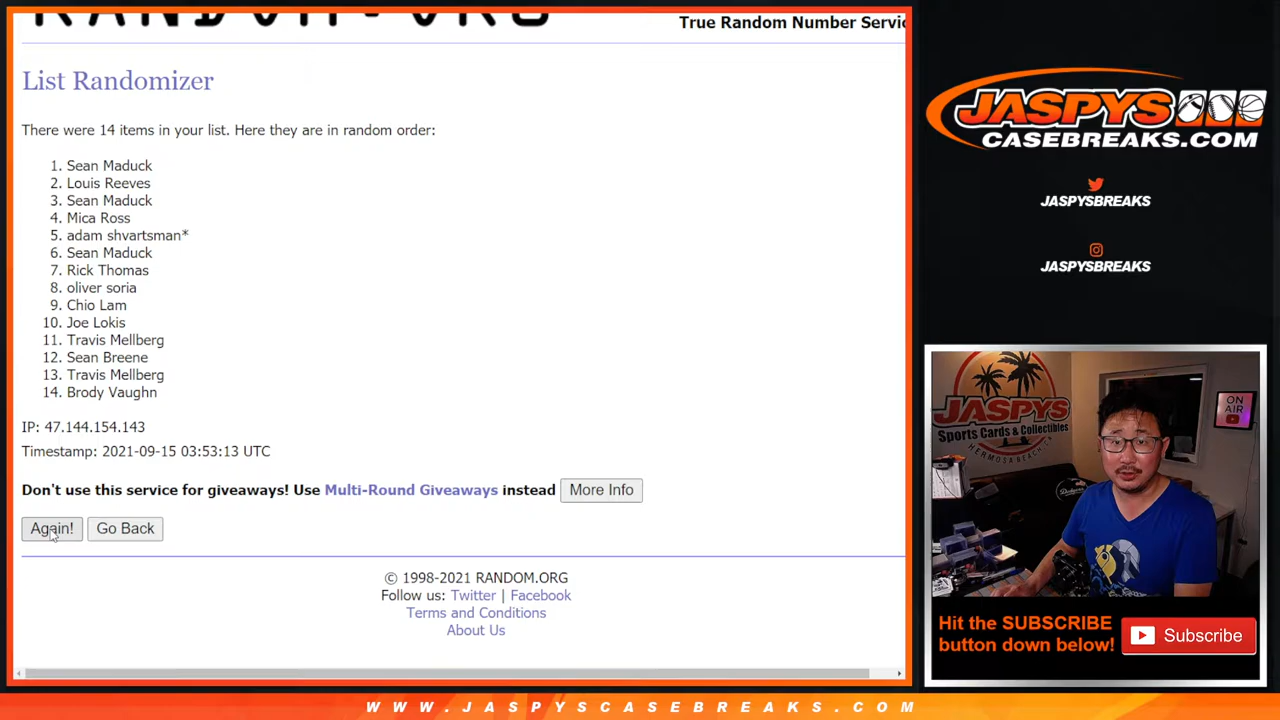 RANDOM.ORG
True Random Number Servic
List Randomizer
There were 14 items in your list. Here they are in random order:
1. Sean Maduck
2. Louis Reeves
3. Sean Maduck
4. Mica Ross
5. adam shvartsman*
6. Sean Maduck
7. Rick Thomas
8. oliver soria
9. Chio Lam
10. Joe Lokis
11. Travis Mellberg
12. Sean Breene
13. Travis Mellberg
14. Brody Vaughn
IP: 47.144.154.143
Timestamp: 2021-09-15 03:53:13 UTC
Don't use this service for giveaways! Use Multi-Round Giveaways instead More Info
Again! Go Back
© 1998-2021 RANDOM.ORG
Follow us: Twitter | Facebook
Terms and Conditions
About Us
JASPYS
CASEBREAKS.COM
JASPYSBREAKS
JASPYSBREAKS
JASPYS
Sports Cards & Collectibles
HERMOSA BEACH
ON
AIR
Hit the SUBSCRIBE
button down below!
Subscribe
WWW.JASPYSCASEBREAKS.COM